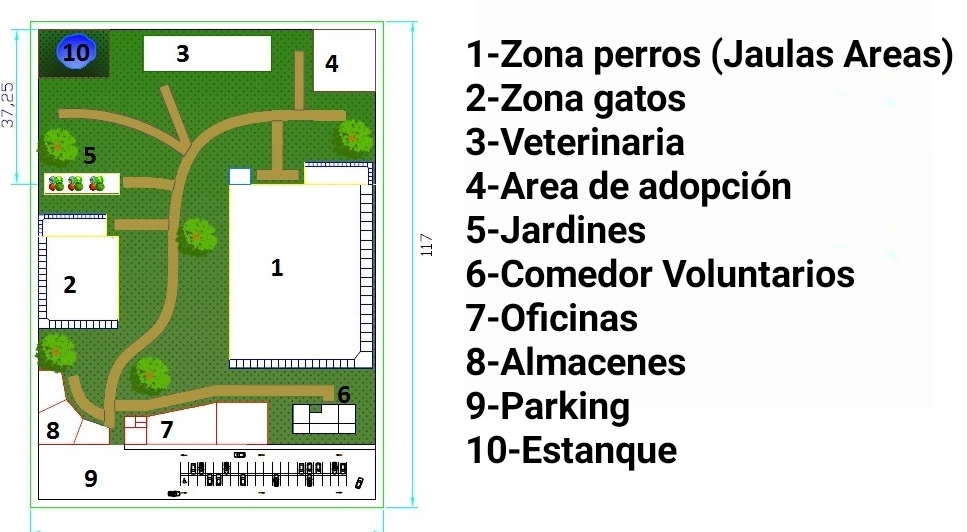 10
3
4
37,25
5
117
1
2
6
8
7
9
1-Zona perros (Jaulas Areas)
2-Zona gatos
3-Veterinaria
4-Area de adopción
5-Jardines
6-Comedor Voluntarios
7-Oficinas
8-Almacenes
9-Parking
10-Estanque